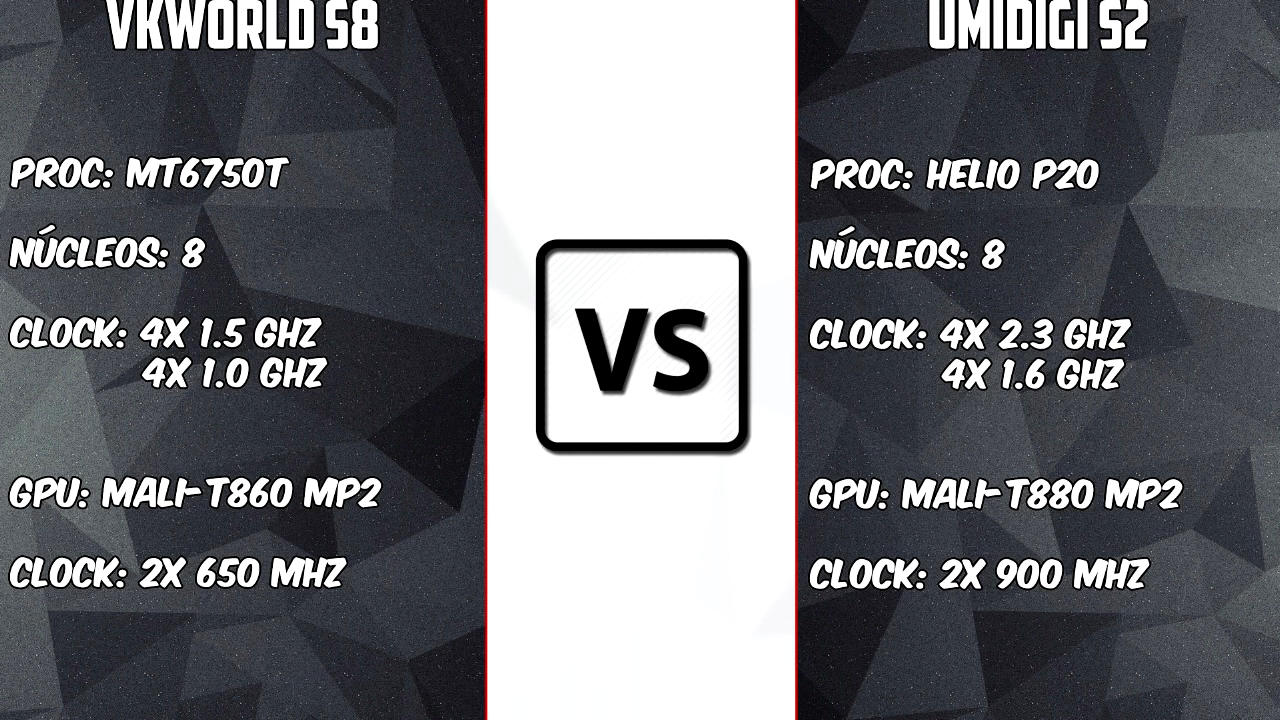 VKWORLD S8
PROC: MT6750T
NÚCLEOS: 8
CLOCK: 4X 1.5 GHZ
4X 1.0 GHZ
GPU: MALI-T860 MP2
CLOCK: 2X 650 MHZ
VS
UMIDIGI S2
PROC: HELIO P20
NÚCLEOS: 8
CLOCK: 4X 2.3 GHZ
4X 1.6 GHZ
GPU: MALI-T880 MP2
CLOCK: 2X 900 MHZ